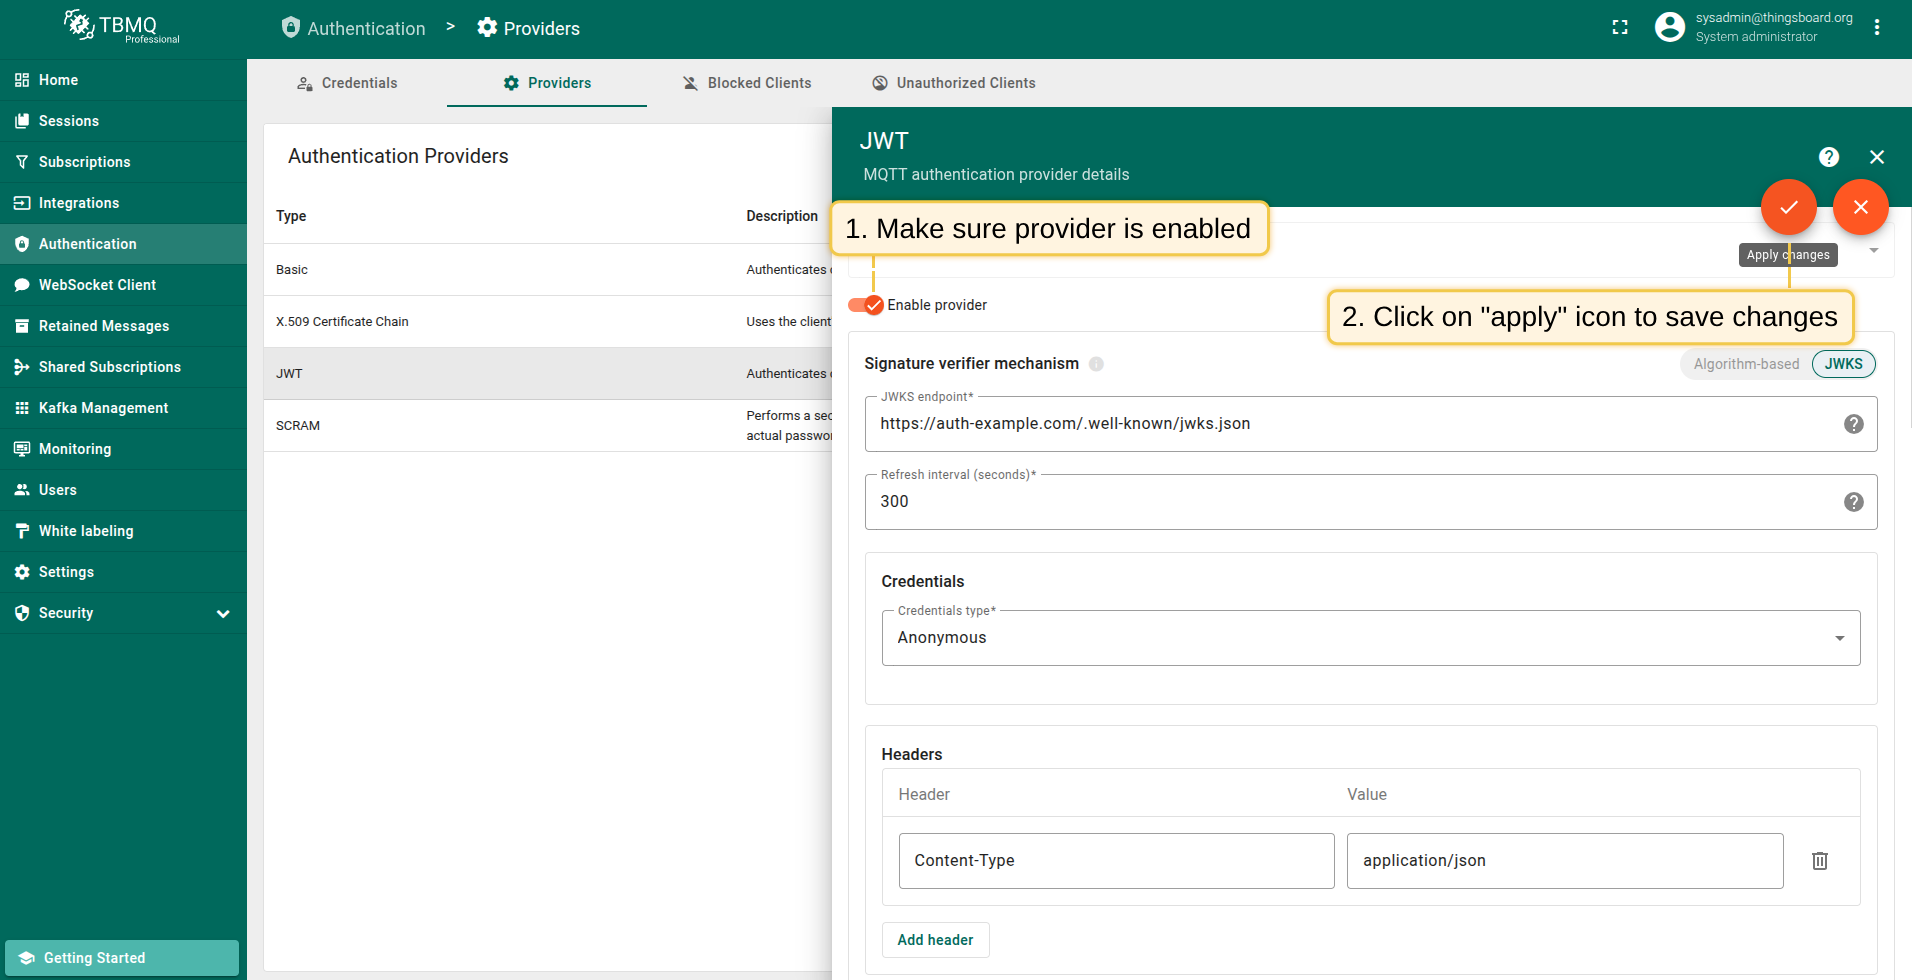 TBMQ
Professional
Authentication > Providers
sysadmin@thingsboard.org
System administrator
Home
Sessions
Subscriptions
Integrations
Authentication
WebSocket Client
Retained Messages
Shared Subscriptions
Kafka Management
Monitoring
Users
White labeling
Settings
Security
Getting Started
Credentials
Providers
Blocked Clients
Unauthorized Clients
Authentication Providers
Type Description
Basic Authenticates
X.509 Certificate Chain Uses the client'
JWT Authenticates
SCRAM Performs a sec
actual passwor
JWT
MQTT authentication provider details
1. Make sure provider is enabled
Apply changes
Enable provider
2. Click on "apply" icon to save changes
Signature verifier mechanism
Algorithm-based JWKS
JWKS endpoint*
https://auth-example.com/.well-known/jwks.json
Refresh interval (seconds)*
300
Credentials
Credentials type*
Anonymous
Headers
Header Value
Content-Type application/json
Add header